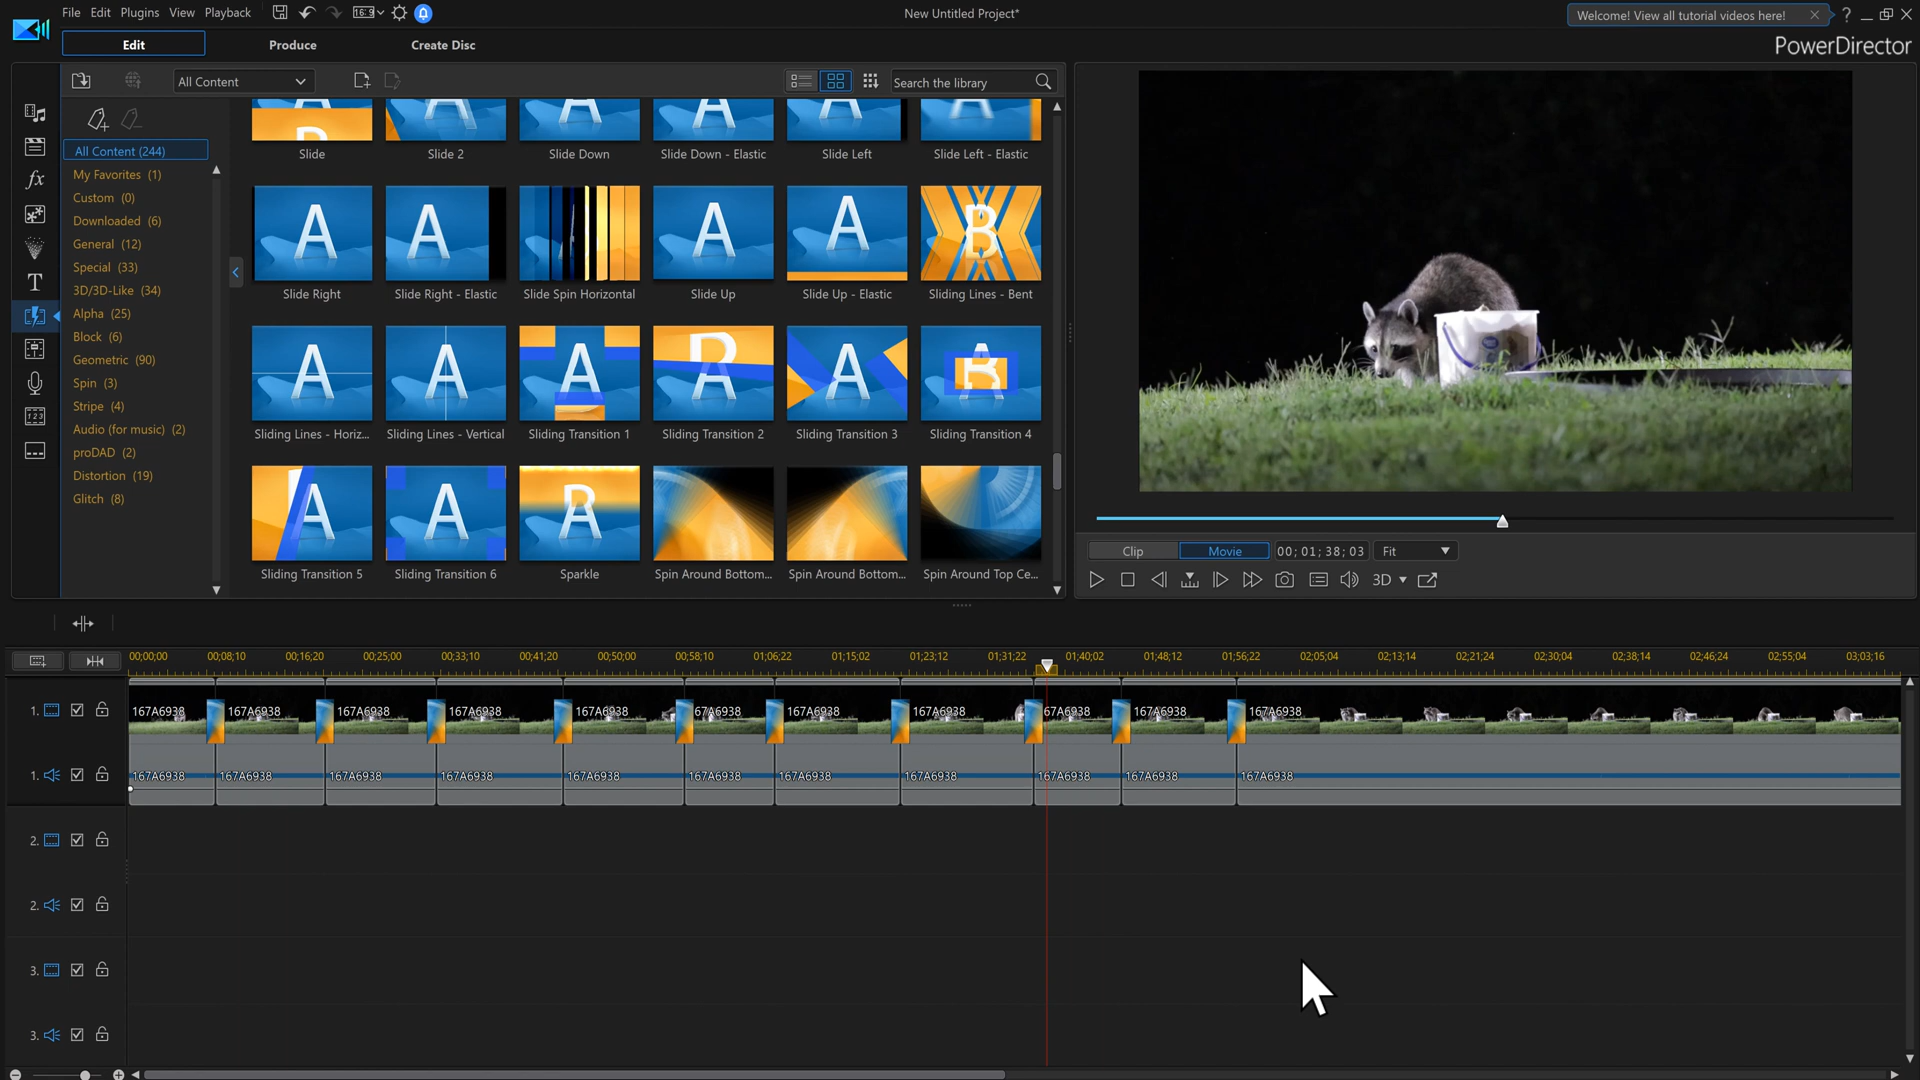 File Edit Plugins View Playback 16:9 New Untitled Project* Welcome! View all tutorial videos here! ?
Edit Produce Create Disc PowerDirector
All Content Search the library
All Content (244)
My Favorites (1)
Custom (0)
Downloaded (6)
General (12)
Special (33)
3D/3D-Like (34)
Alpha (25)
Block (6)
Geometric (90)
Spin (3)
Stripe (4)
Audio (for music) (2)
proDAD (2)
Distortion (19)
Glitch (8)
Slide Slide 2 Slide Down Slide Down - Elastic Slide Left Slide Left - Elastic
A A A A B
Slide Right Slide Right - Elastic Slide Spin Horizontal Slide Up Slide Up - Elastic Sliding Lines - Bent
A A A A B
Sliding Lines - Horiz... Sliding Lines - Vertical Sliding Transition 1 Sliding Transition 2 Sliding Transition 3 Sliding Transition 4
A A
Sliding Transition 5 Sliding Transition 6 Sparkle Spin Around Bottom... Spin Around Bottom... Spin Around Top Ce...
Clip Movie 00; 01; 38; 03 Fit
3D
00;00;00 00;08;10 00;16;20 00;25;00 00;33;10 00;41;20 00;50;00 00;58;10 01;06;22 01;15;02 01;23;12 01;31;22 01;40;02 01;48;12 01;56;22 02;05;04 02;13;14 02;21;24 02;30;04 02;38;14 02;46;24 02;55;04 03;03;16
1. 167A6938 167A6938 167A6938 167A6938 167A6938 67A6938 167A6938 167A6938 67A6938 167A6938 167A6938
1. 167A6938 167A6938 167A6938 167A6938 167A6938 167A6938 167A6938 167A6938 167A6938 167A6938 167A6938
2.
2.
3.
3.